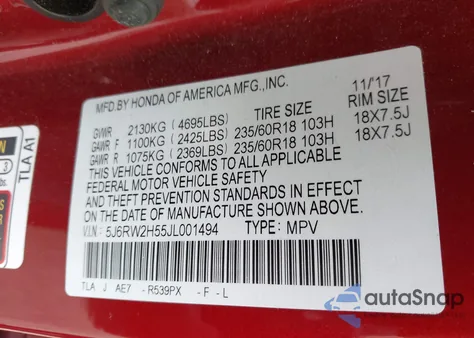 MFD.BY HONDA OF AMERICA MFG.,INC. 11/'17
TIRE SIZE RIM SIZE
GVWR 2130KG (4695LBS)
GAWR F 1100KG (2425LBS) 235/60R18 103H 18X7.5J
GAWR R 1075KG (2369LBS) 235/60R18 103H 18X7.5J
THIS VEHICLE CONFORMS TO ALL APPLICABLE
FEDERAL MOTOR VEHICLE SAFETY
AND THEFT PREVENTION STANDARDS IN EFFECT
ON THE DATE OF MANUFACTURE SHOWN ABOVE.
V.I.N: 5J6RW2H55JL001494 TYPE: MPV
TLA J AE7 - R539PX - F - L
TLA A1
3
autoSnap